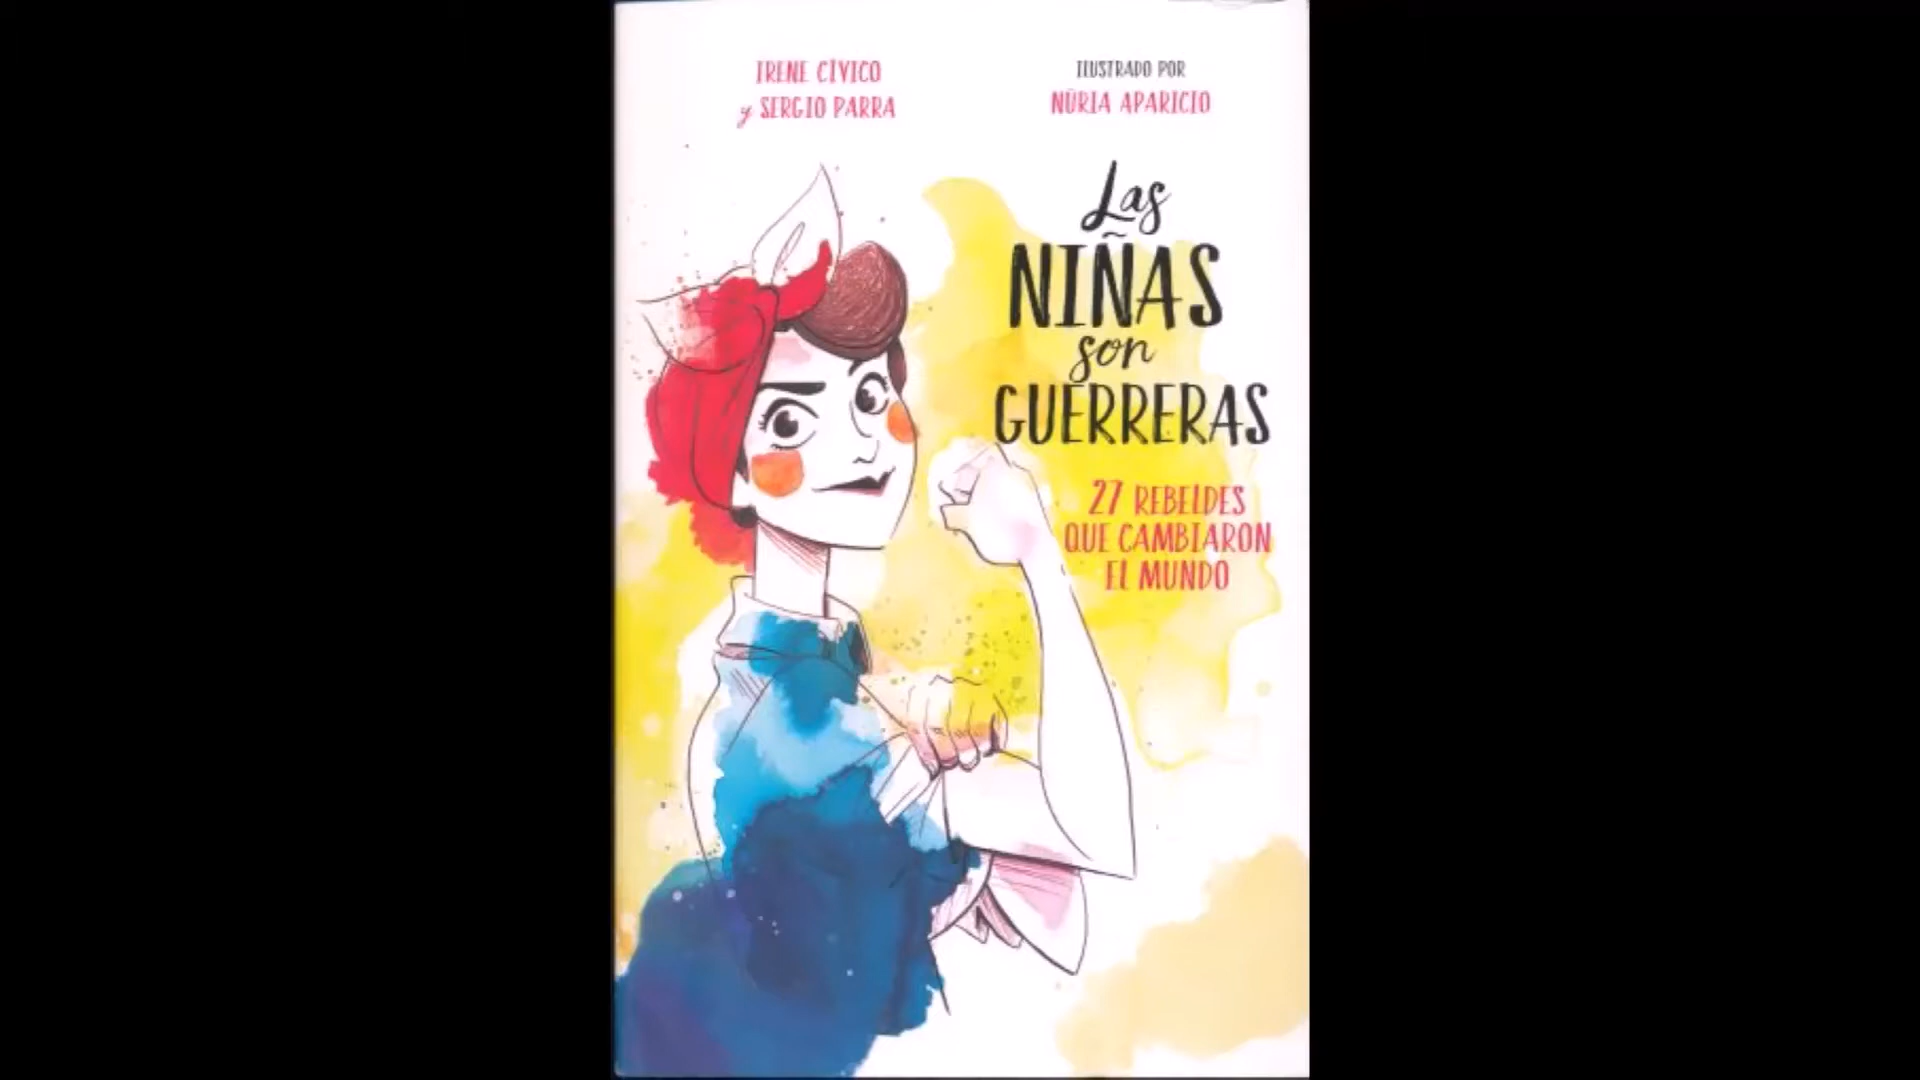 IRENE CÍVICO
y SERGIO PARRA
ILUSTRADO POR
NÚRIA APARICIO
Las
NIÑAS
son
GUERRERAS
27 REBELDES
QUE CAMBIARON
EL MUNDO